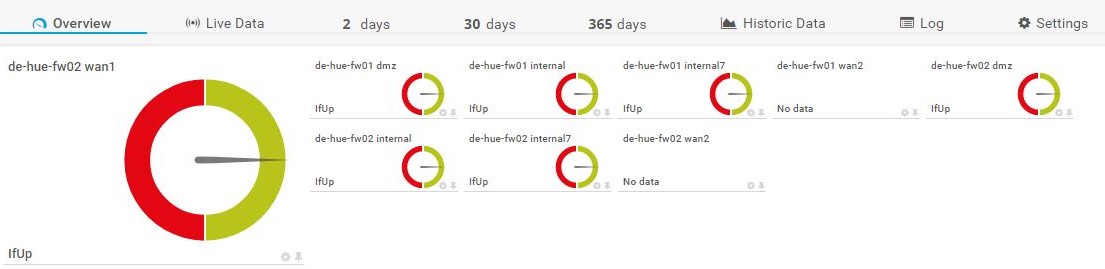 Overview
Live Data
2 days
30 days
365 days
Historic Data
Log
Settings
de-hue-fw02 wan1
IfUp
de-hue-fw01 dmz
IfUp
de-hue-fw01 internal
IfUp
de-hue-fw01 internal7
IfUp
de-hue-fw01 wan2
No data
de-hue-fw02 dmz
IfUp
de-hue-fw02 internal
IfUp
de-hue-fw02 internal7
IfUp
de-hue-fw02 wan2
No data